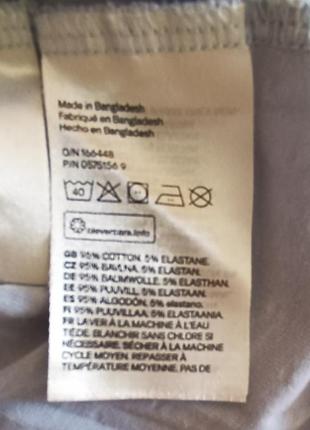 Made in Bangladesh
Fabriqué en Bangladesh
Hecho en Bangladesh
O/N 166448
P/N 0575156 9
40
clevercare.info
GB 95% COTTON, 5% ELASTANE.
CZ 95% BAVLNA, 5% ELASTAN.
DE 95% BAUMWOLLE, 5% ELASTHAN.
EE 95% PUUVILL, 5% ELASTAAN.
ES 95% ALGODÓN, 5% elastano.
FI 95% PUUVILLAA, 5% ELASTAANIA.
FR LAVER À LA MACHINE À L'EAU
TIÈDE. BLANCHIR SANS CHLORE SI
NÉCESSAIRE. SÉCHER À LA MACHINE
CYCLE MOYEN. REPASSER À
TEMPÉRATURE MOYENNE. PAS DE